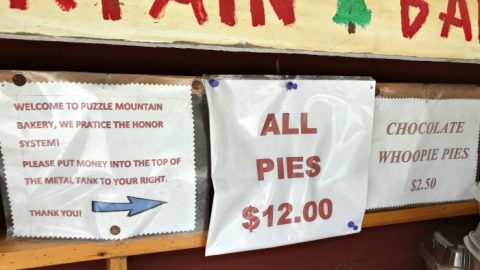 WELCOME TO PUZZLE MOUNTAIN
BAKERY, WE PRATICE THE HONOR
SYSTEM!
PLEASE PUT MONEY INTO THE TOP OF
THE METAL TANK TO YOUR RIGHT.
THANK YOU!
ALL
PIES
$12.00
CHOCOLATE
WHOOPIE PIES
$2.50